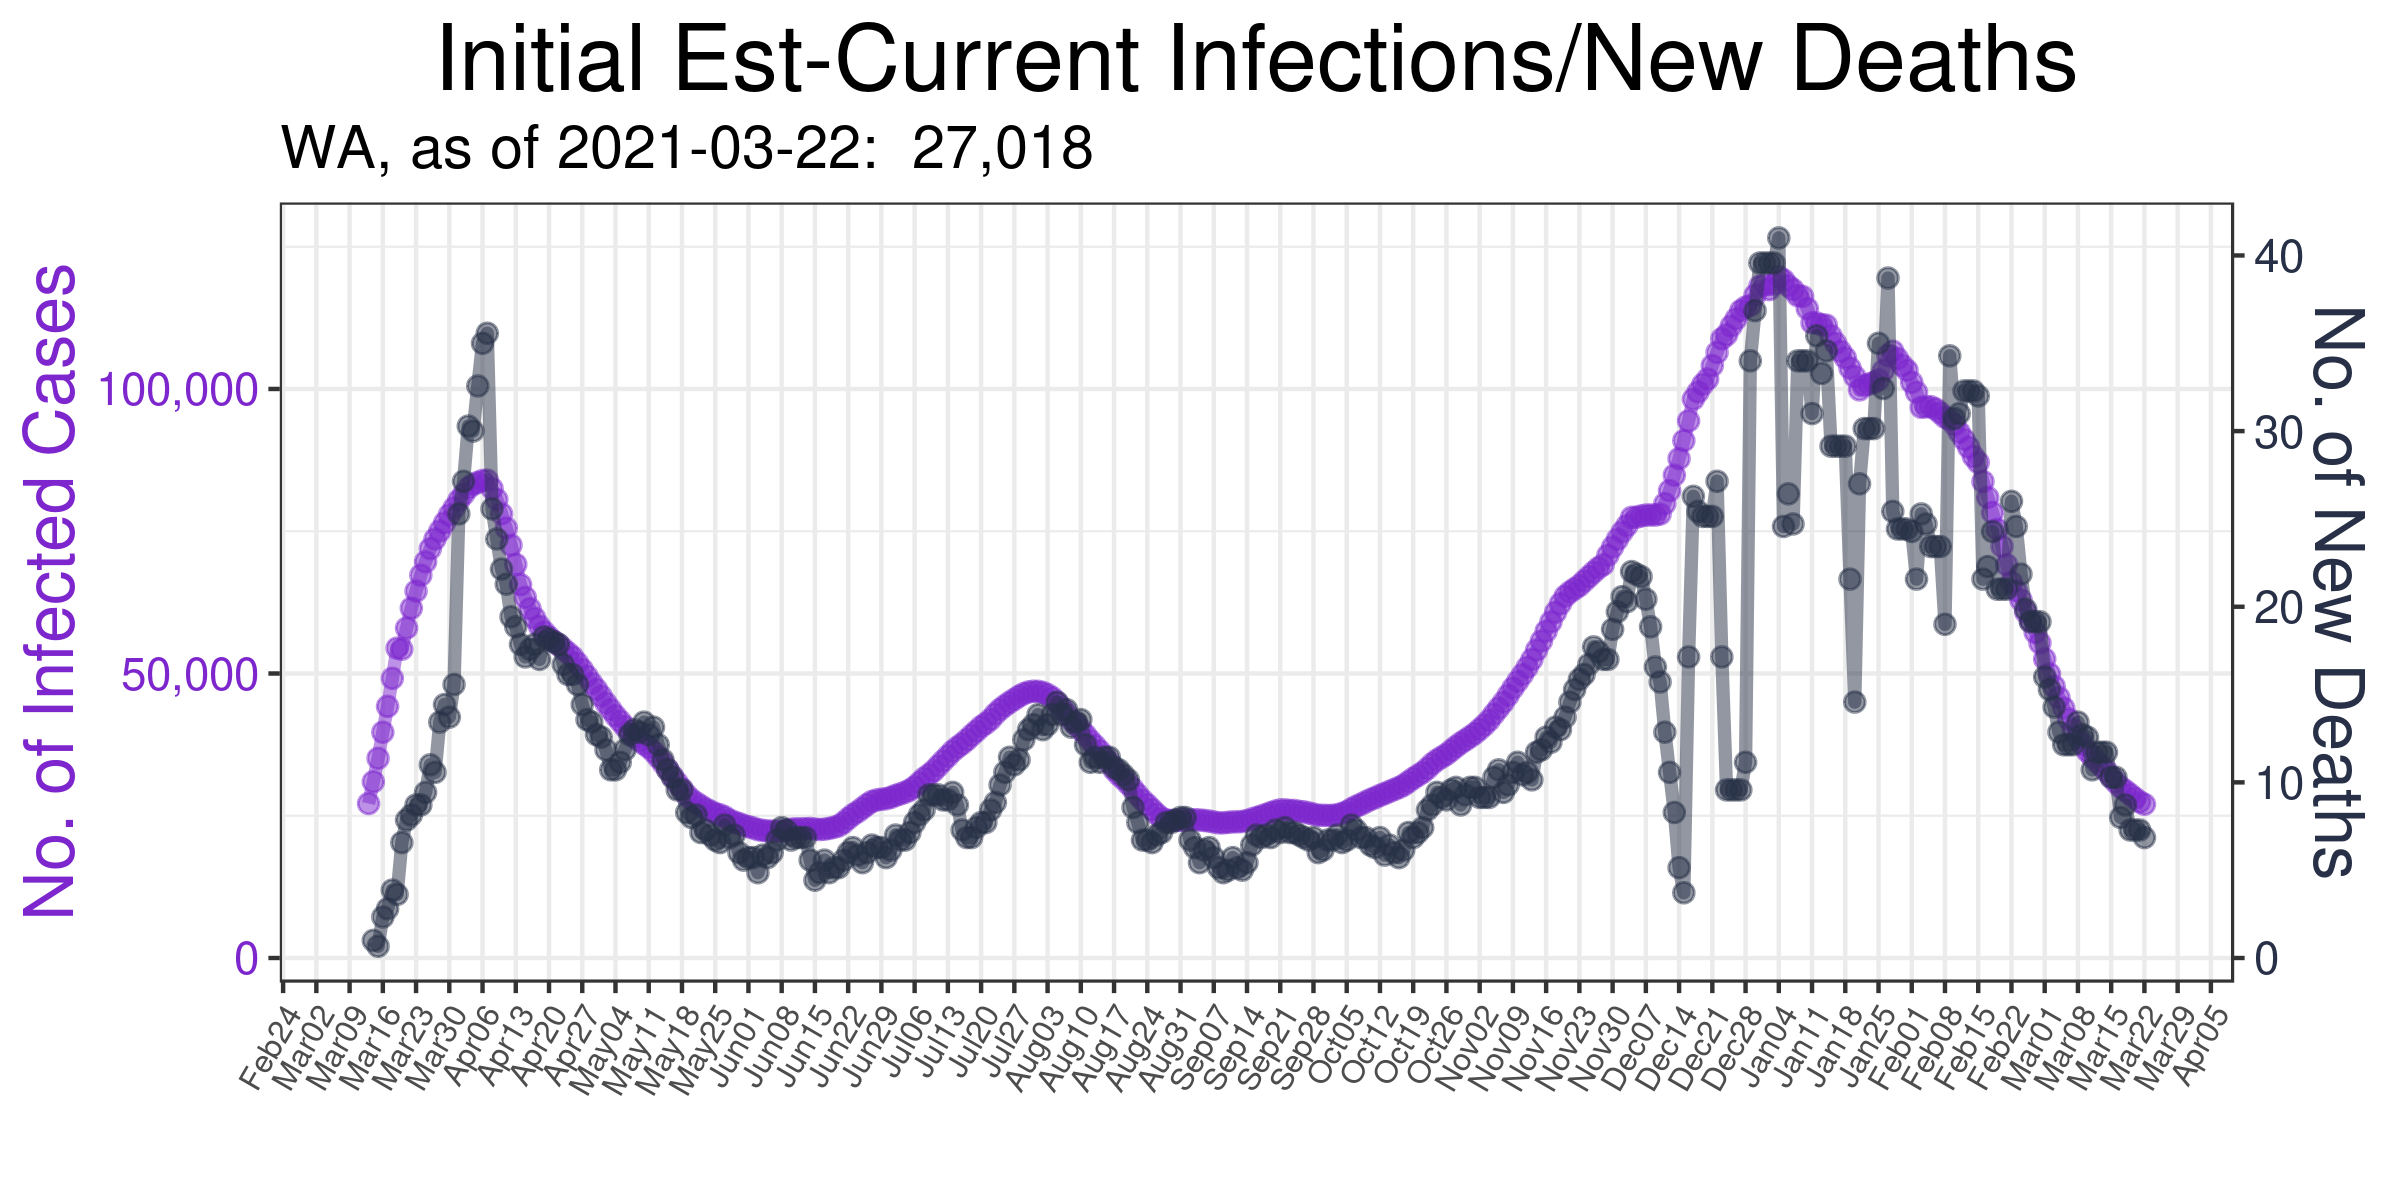 Initial Est-Current Infections/New Deaths
WA, as of 2021-03-22:  27,018
No. of Infected Cases
100,000
50,000
0
40
30
20
10
0
No. of New Deaths
Feb24
Mar02
Mar09
Mar16
Mar23
Mar30
Apr06
Apr13
Apr20
Apr27
May04
May11
May18
May25
Jun01
Jun08
Jun15
Jun22
Jun29
Jul06
Jul13
Jul20
Jul27
Aug03
Aug10
Aug17
Aug24
Aug31
Sep07
Sep14
Sep21
Sep28
Oct05
Oct12
Oct19
Oct26
Nov02
Nov09
Nov16
Nov23
Nov30
Dec07
Dec14
Dec21
Dec28
Jan04
Jan11
Jan18
Jan25
Feb01
Feb08
Feb15
Feb22
Mar01
Mar08
Mar15
Mar22
Mar29
Apr05